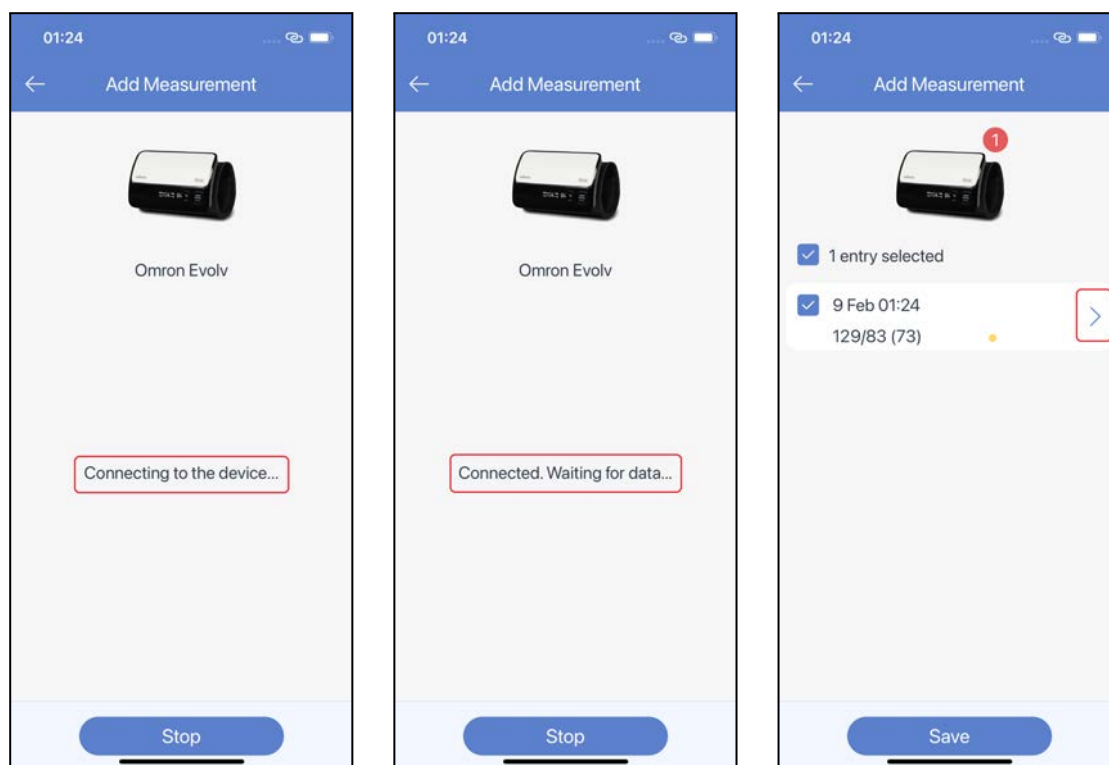 01:24
Add Measurement
Omron Evolv
Connecting to the device...
Stop
01:24
Add Measurement
Omron Evolv
Connected. Waiting for data...
Stop
01:24
Add Measurement
1
1 entry selected
9 Feb 01:24
129/83 (73)
Save